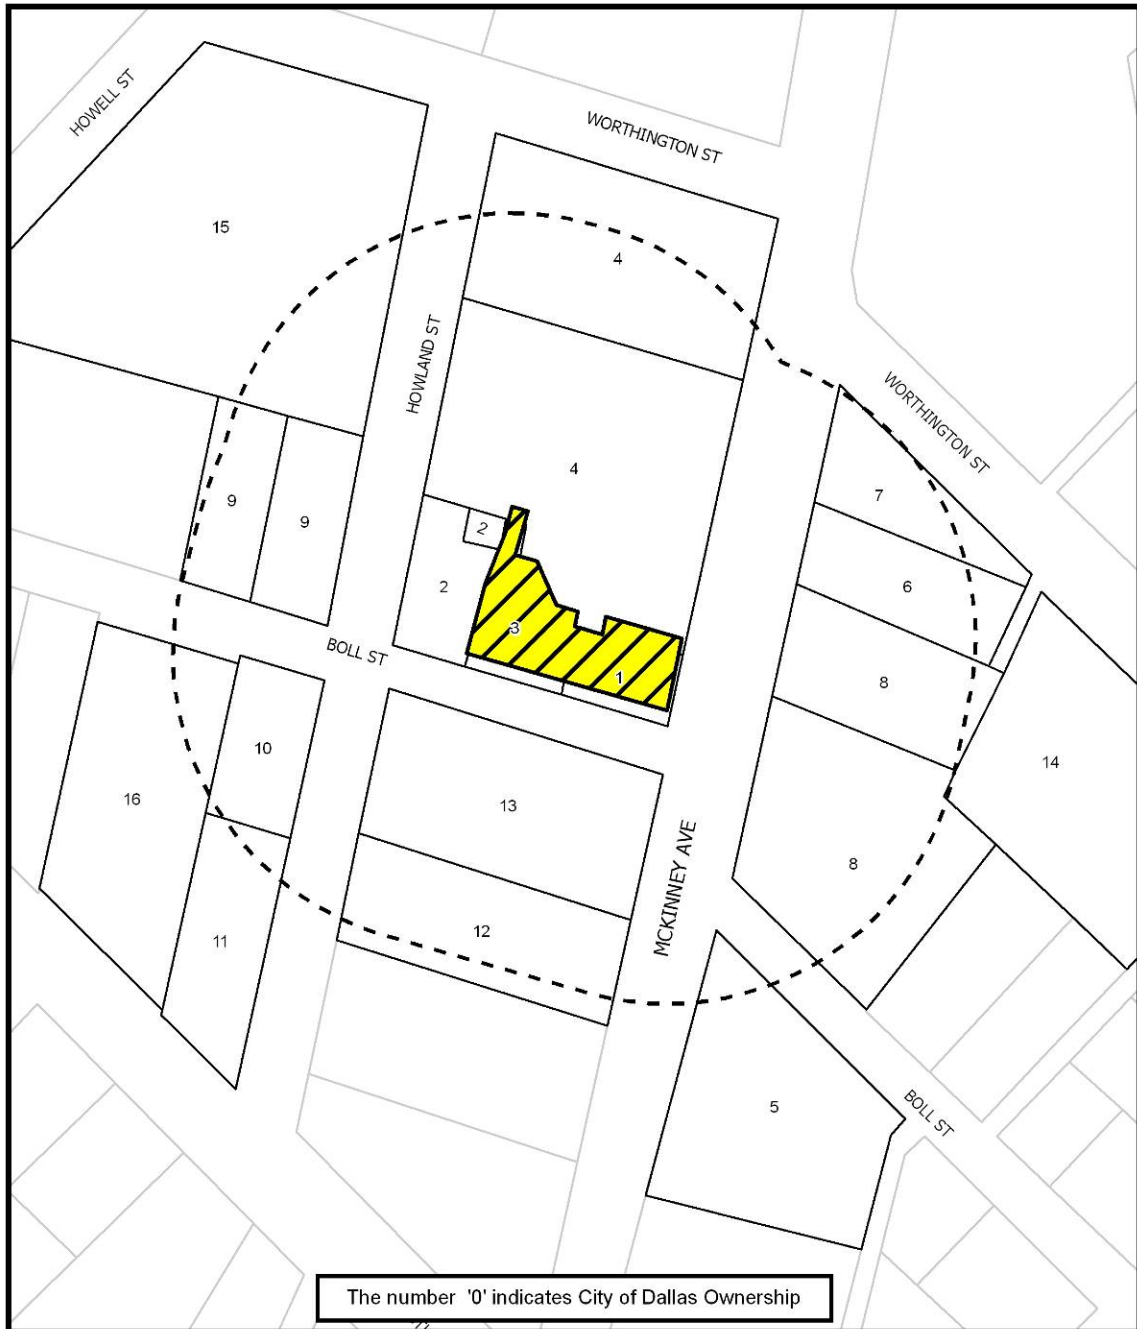 HOWELL ST
WORTHINGTON ST
15
4
HOWLAND ST
WORTHINGTON ST
4
7
9
9
2
6
2
3
BOLL ST
1
8
10
14
16
13
MCKINNEY AVE
8
11
12
5
BOLL ST
The number '0' indicates City of Dallas Ownership